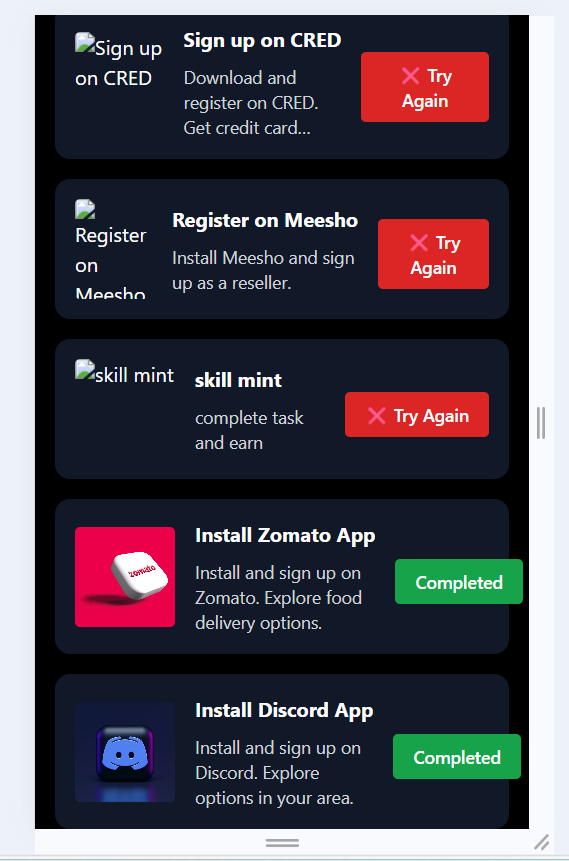 Sign up
on CRED
Sign up on CRED
Download and
register on CRED.
Get credit card...
❌ Try
Again
Register
on
Meesho
Register on Meesho
Install Meesho and sign
up as a reseller.
❌ Try
Again
skill mint
skill mint
complete task
and earn
❌ Try Again
zomato
Install Zomato App
Install and sign up on
Zomato. Explore food
delivery options.
Completed
Install Discord App
Install and sign up on
Discord. Explore
options in your area.
Completed